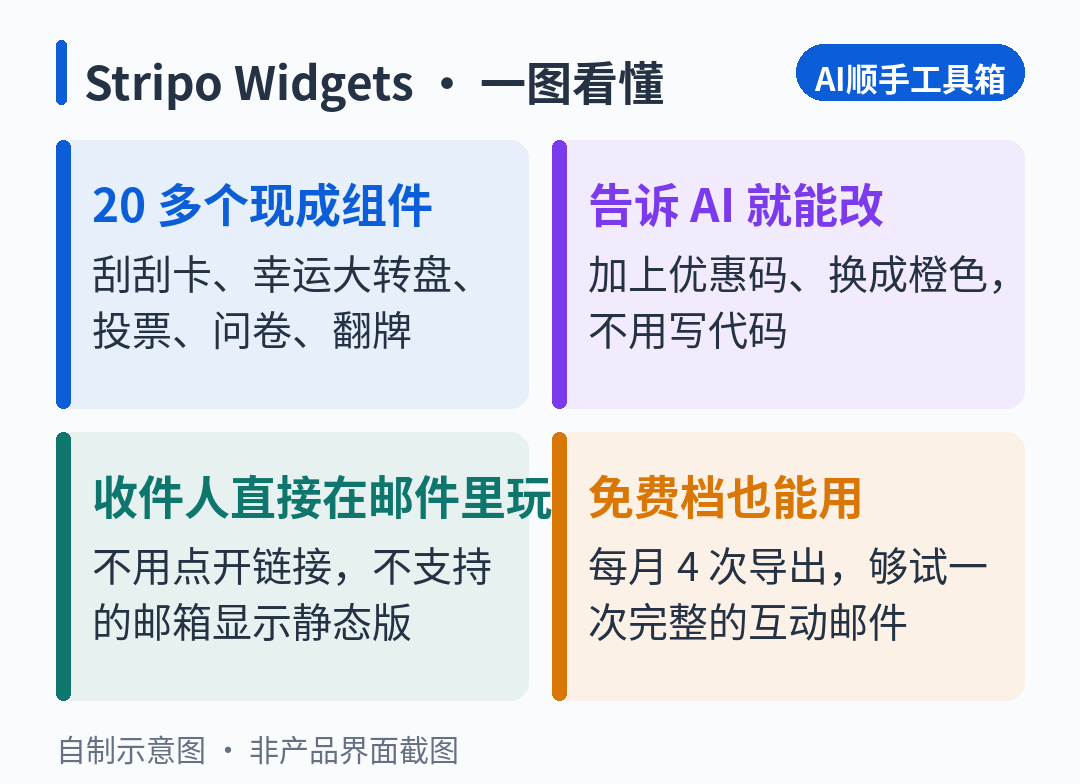 Stripo Widgets · 一图看懂
AI顺手工具箱
20 多个现成组件
刮刮卡、幸运大转盘、
投票、问卷、翻牌
告诉 AI 就能改
加上优惠码、换成橙色，
不用写代码
收件人直接在邮件里玩
不用点开链接，不支持
的邮箱显示静态版
免费档也能用
每月 4 次导出，够试一
次完整的互动邮件
自制示意图 · 非产品界面截图